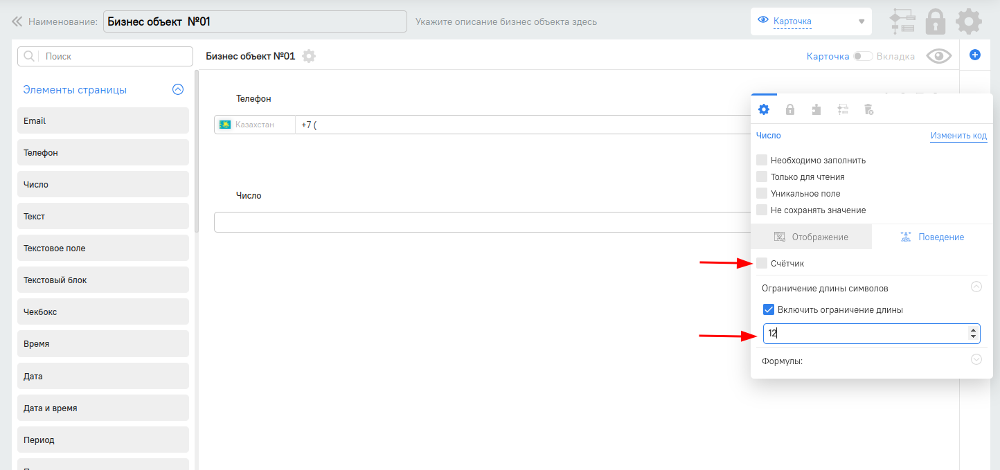 Наименование:
Бизнес объект №01
Укажите описание бизнес объекта здесь
Карточка
Поиск
Бизнес объект №01
Карточка
Вкладка
Элементы страницы
Email
Телефон
Число
Текст
Текстовое поле
Текстовый блок
Чекбокс
Время
Дата
Дата и время
Период
Телефон
Казахстан
+7 (
Число
Число
Изменить код
Необходимо заполнить
Только для чтения
Уникальное поле
Не сохранять значение
Отображение
Поведение
Счётчик
Ограничение длины символов
Включить ограничение длины
12
Формулы: